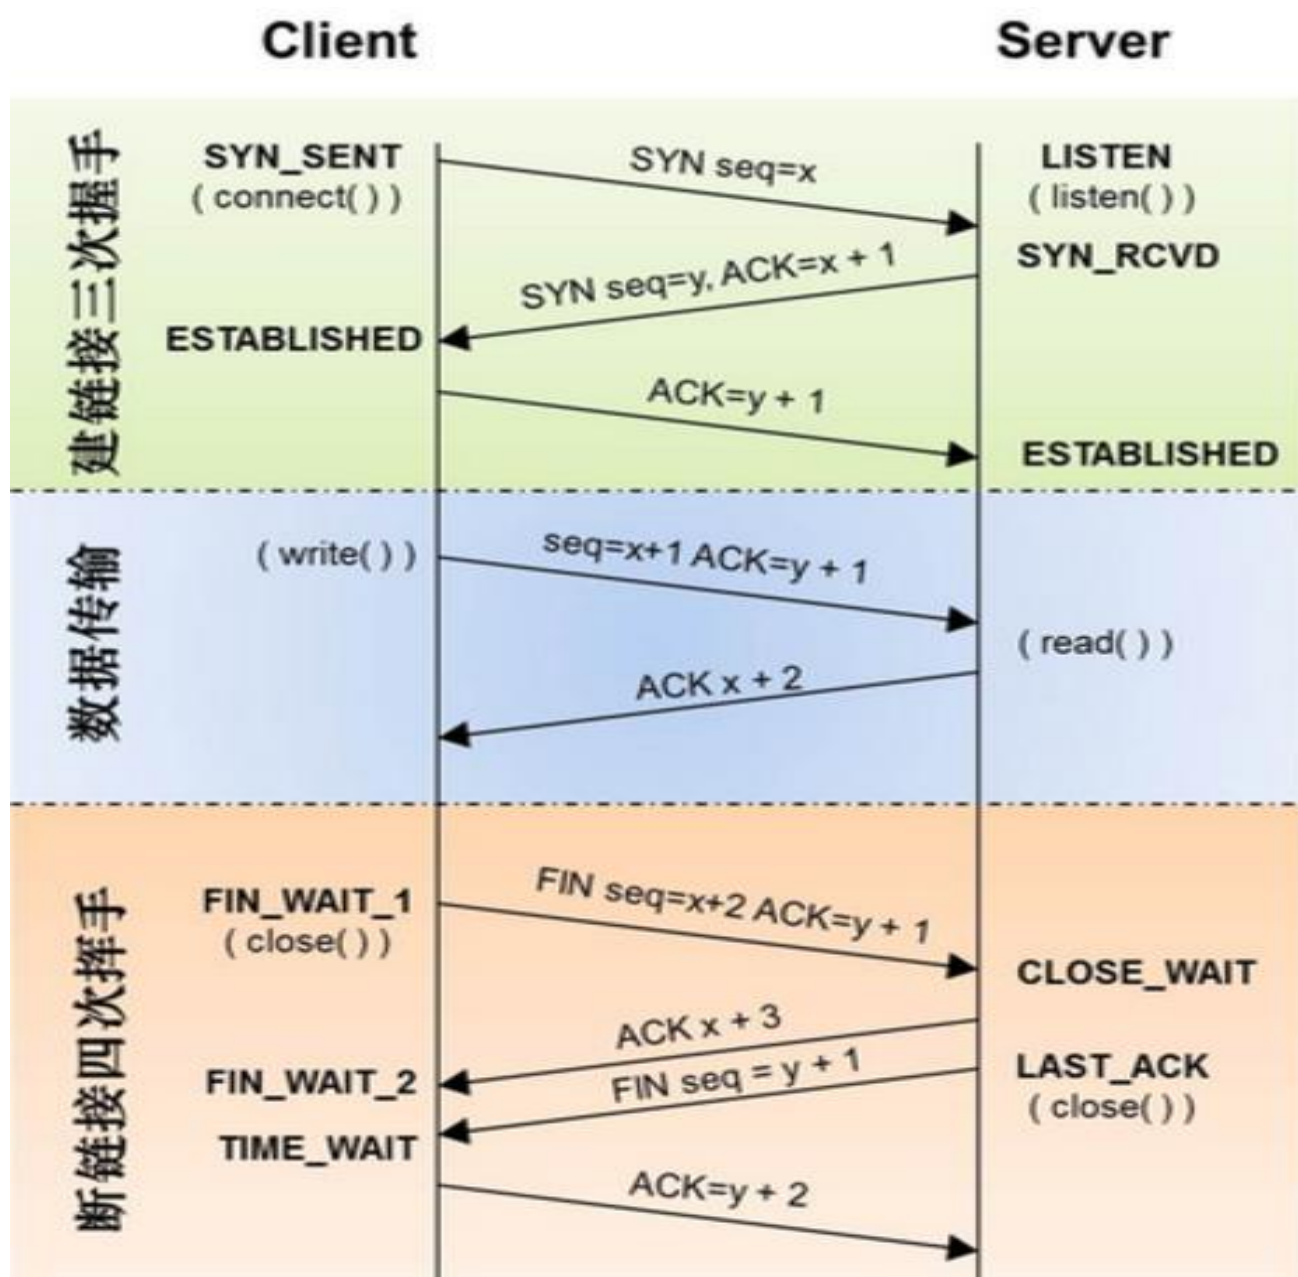 Client
Server
建链接三次握手
SYN_SENT
( connect( ) )
SYN seq=x
LISTEN
( listen( ) )
SYN_RCVD
SYN seq=y, ACK=x + 1
ESTABLISHED
ACK=y + 1
ESTABLISHED
数据传输
( write( ) )
seq=x+1 ACK=y + 1
( read( ) )
ACK x + 2
断链接四次挥手
FIN_WAIT_1
( close( ) )
FIN seq=x+2 ACK=y + 1
CLOSE_WAIT
ACK x + 3
FIN_WAIT_2
FIN seq = y + 1
LAST_ACK
( close( ) )
TIME_WAIT
ACK=y + 2